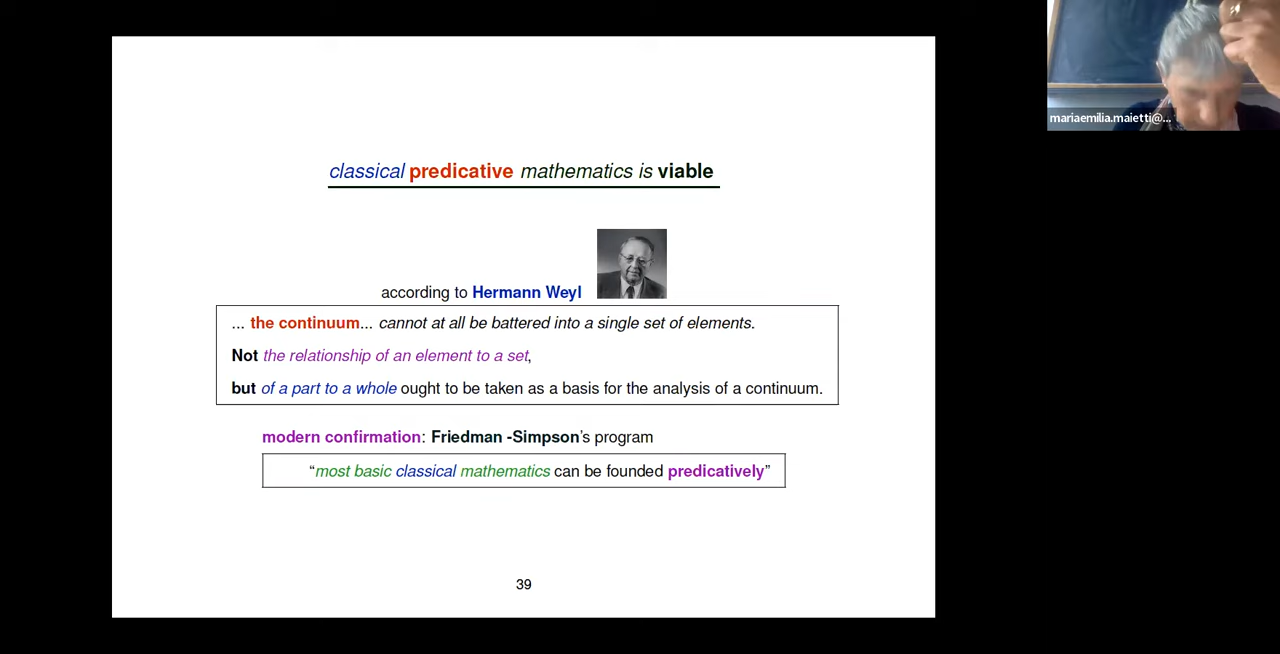 mariaemilia.maietti@...
classical predicative mathematics is viable
according to Hermann Weyl
... the continuum... cannot at all be battered into a single set of elements.
Not the relationship of an element to a set,
but of a part to a whole ought to be taken as a basis for the analysis of a continuum.
modern confirmation: Friedman -Simpson's program
“most basic classical mathematics can be founded predicatively”
39